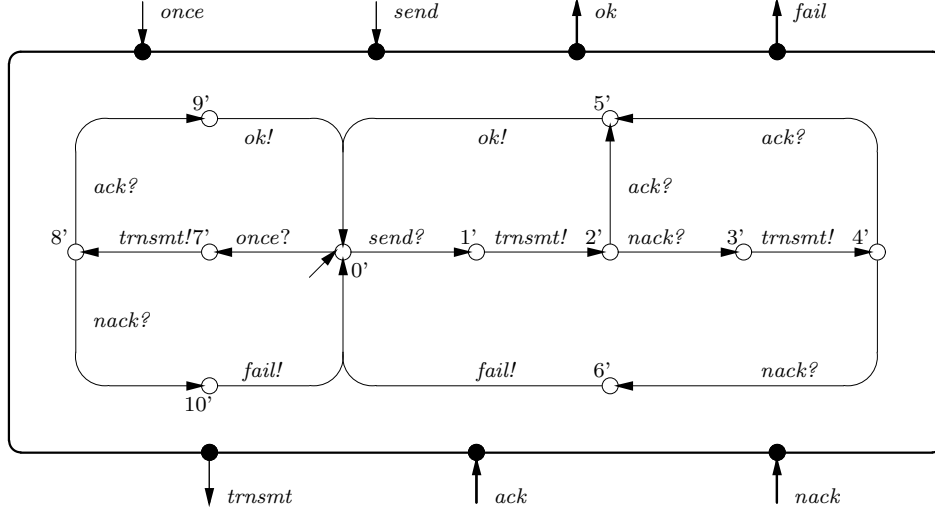 once send ok fail
9' 5'
ok! ok! ack?
ack? ack?
8' trnsmt! 7' once? send? 1' trnsmt! 2' nack? 3' trnsmt! 4'
0'
nack?
fail! fail! 6' nack?
10'
trnsmt ack nack